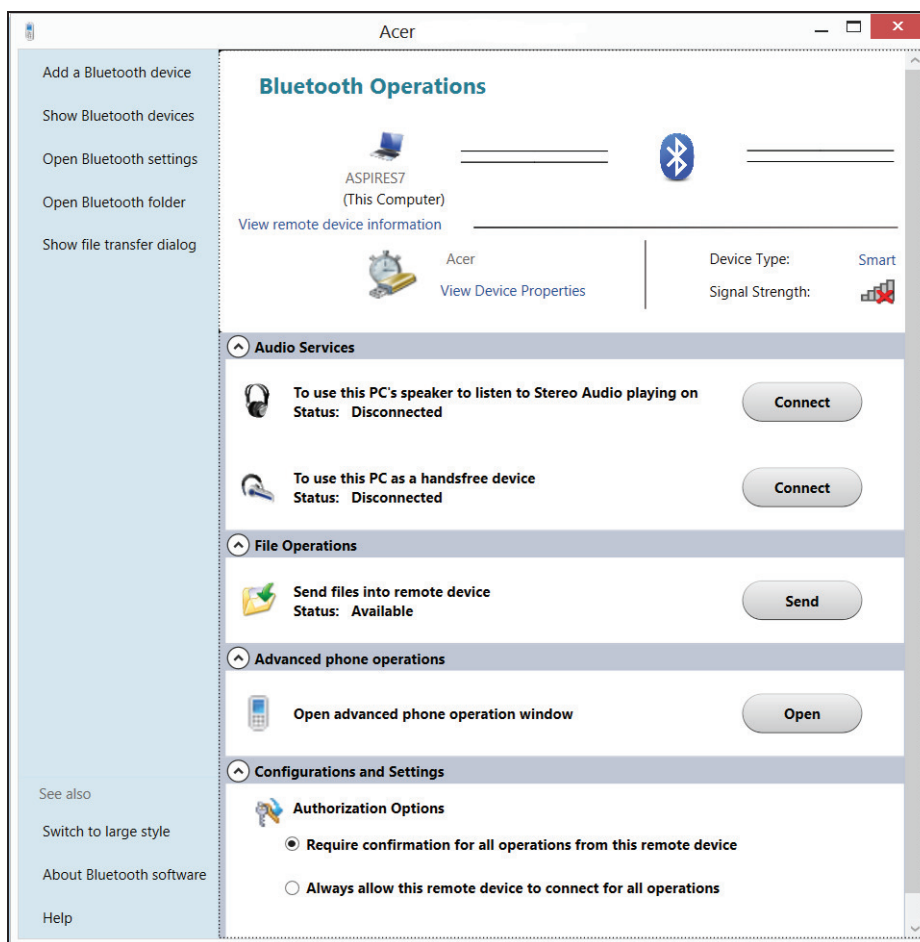 Acer
Add a Bluetooth device
Show Bluetooth devices
Open Bluetooth settings
Open Bluetooth folder
Show file transfer dialog
Bluetooth Operations
ASPIRES7
(This Computer)
View remote device information
Acer
View Device Properties
Device Type: Smart
Signal Strength:
Audio Services
To use this PC's speaker to listen to Stereo Audio playing on
Status: Disconnected
Connect
To use this PC as a handsfree device
Status: Disconnected
Connect
File Operations
Send files into remote device
Status: Available
Send
Advanced phone operations
Open advanced phone operation window
Open
Configurations and Settings
Authorization Options
Require confirmation for all operations from this remote device
Always allow this remote device to connect for all operations
See also
Switch to large style
About Bluetooth software
Help